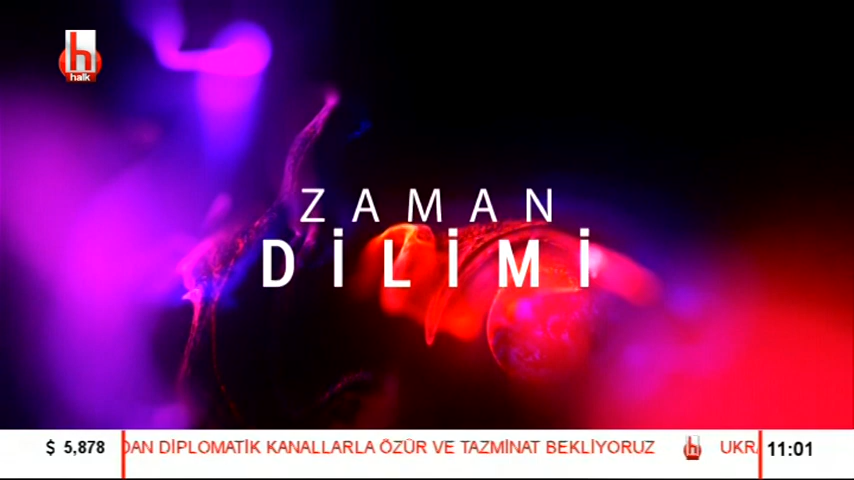 h
halk
ZAMAN
DİLİMİ
$ 5,878
DAN DİPLOMATİK KANALLARLA ÖZÜR VE TAZMİNAT BEKLİYORUZ h UKRA
11:01